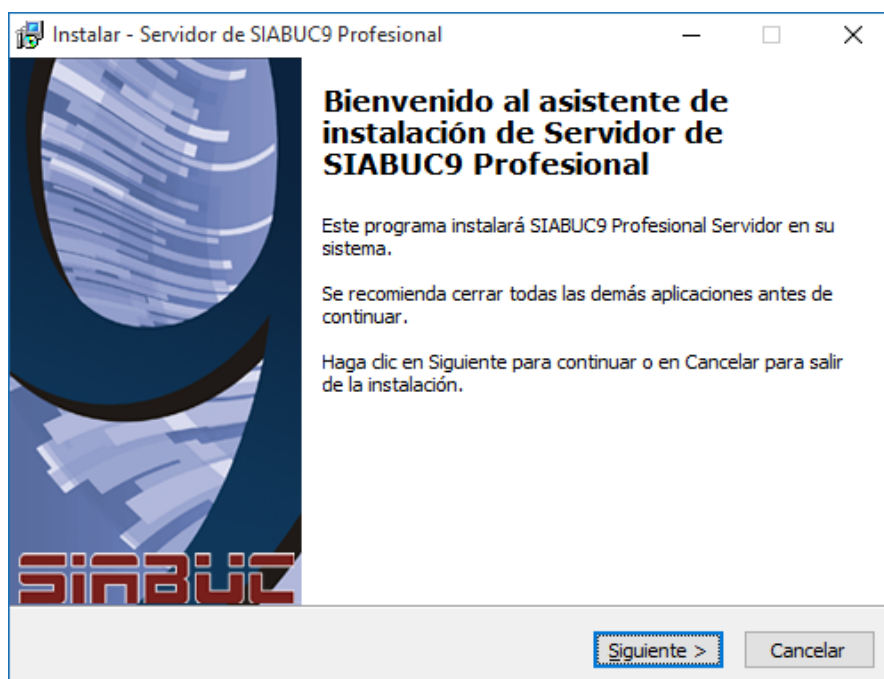 Instalar - Servidor de SIABUC9 Profesional
Bienvenido al asistente de
instalación de Servidor de
SIABUC9 Profesional
Este programa instalará SIABUC9 Profesional Servidor en su
sistema.
Se recomienda cerrar todas las demás aplicaciones antes de
continuar.
Haga clic en Siguiente para continuar o en Cancelar para salir
de la instalación.
9
SIABUC
Siguiente >
Cancelar